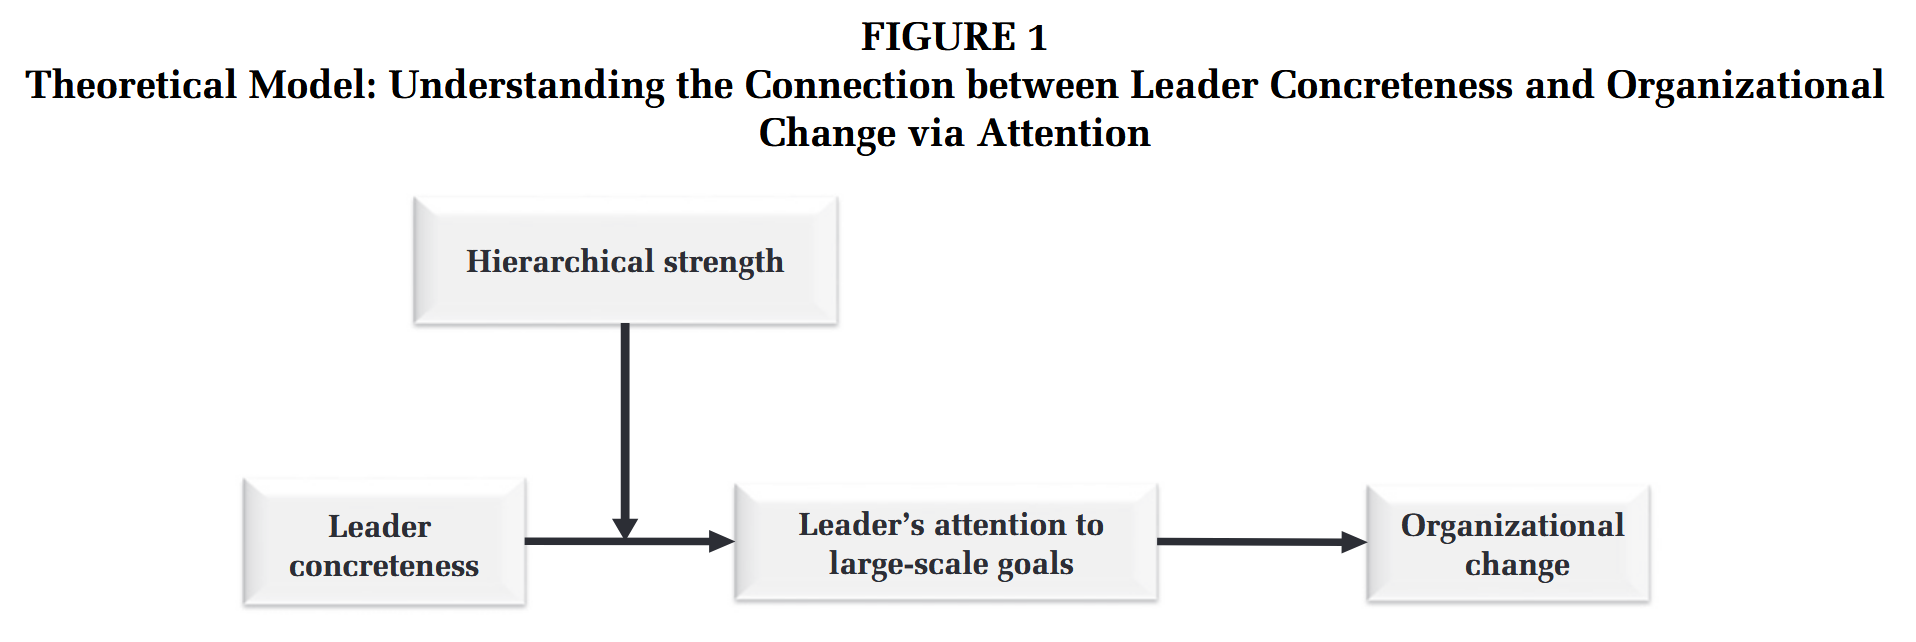 FIGURE 1
Theoretical Model: Understanding the Connection between Leader Concreteness and Organizational
Change via Attention
Hierarchical strength
Leader
concreteness
Leader’s attention to
large-scale goals
Organizational
change